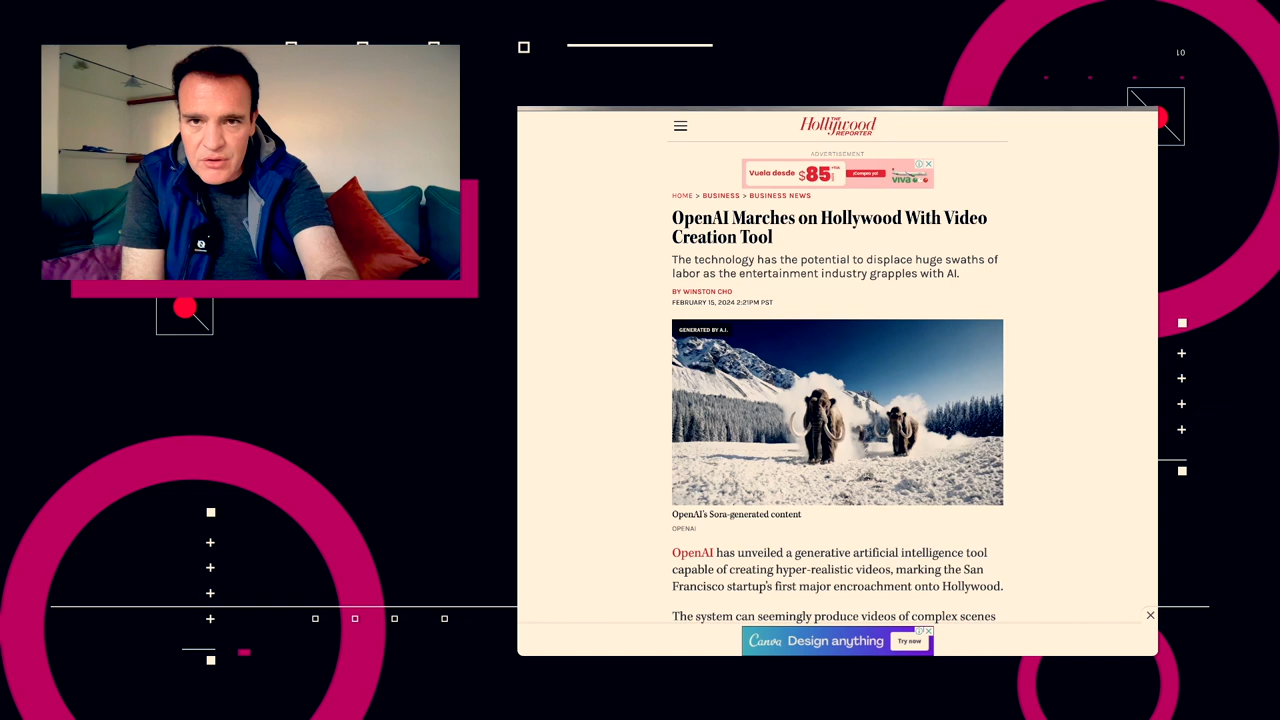 10
The
Hollywood
REPORTER
ADVERTISEMENT
Vuela desde $85
¡Compra ya!
viva
HOME > BUSINESS > BUSINESS NEWS
OpenAI Marches on Hollywood With Video
Creation Tool
The technology has the potential to displace huge swaths of
labor as the entertainment industry grapples with AI.
BY WINSTON CHO
FEBRUARY 15, 2024 2:21PM PST
GENERATED BY A.I.
OpenAI's Sora-generated content
OPENAI
OpenAI has unveiled a generative artificial intelligence tool
capable of creating hyper-realistic videos, marking the San
Francisco startup's first major encroachment onto Hollywood.
The system can seemingly produce videos of complex scenes
Canva Design anything Try now